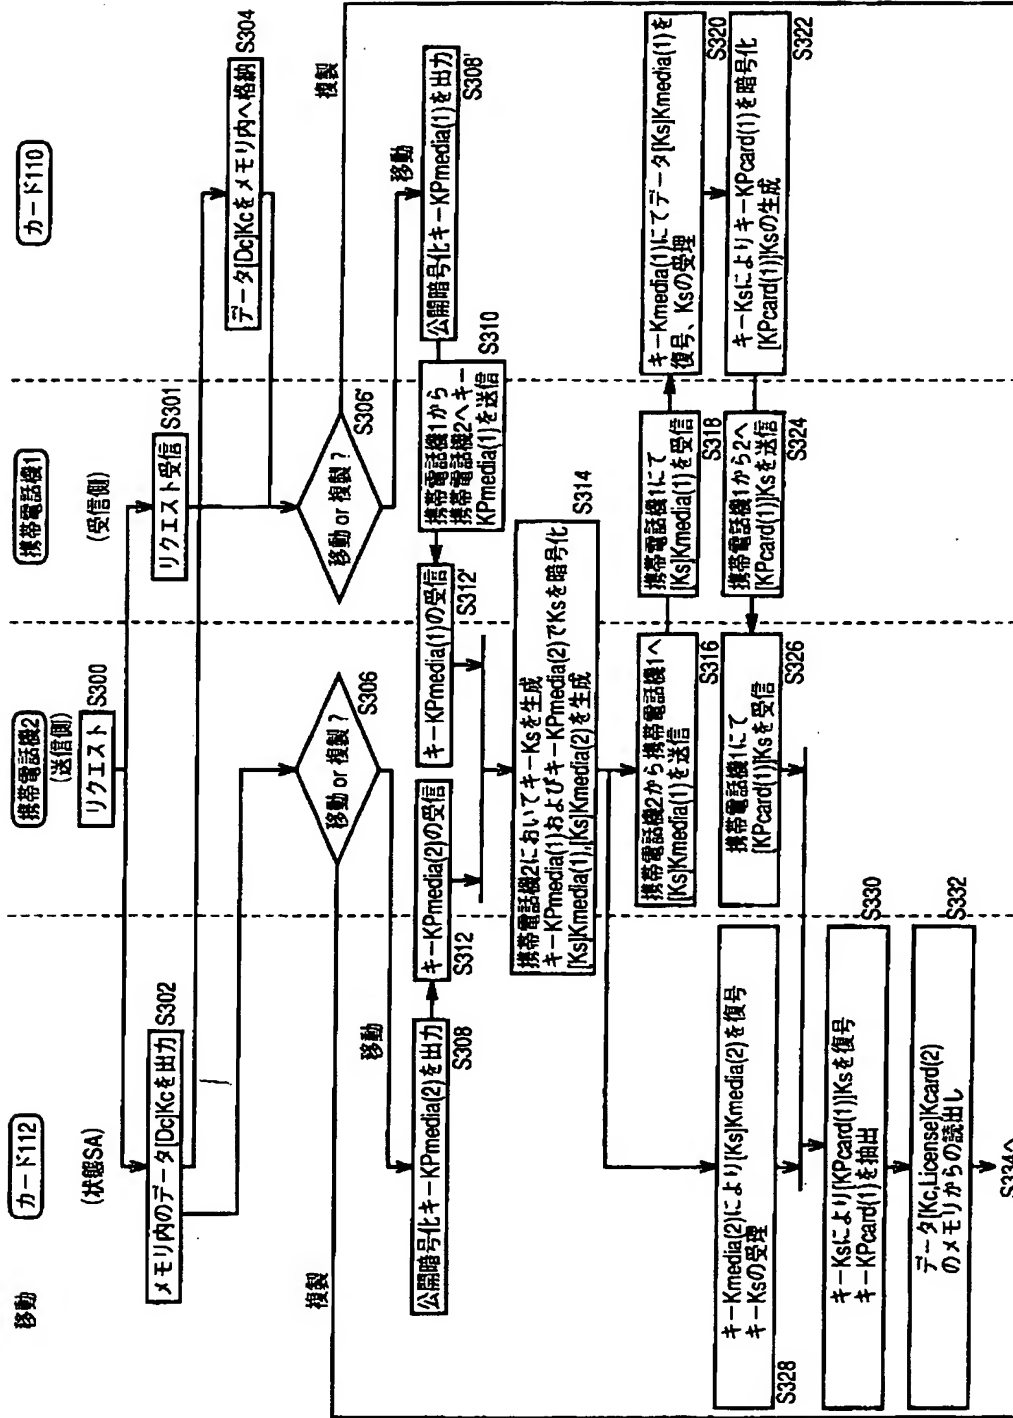 移動
カード112
携帯電話機2
携帯電話機1
カード110
(状態SA)
(送信側)
(受信側)
リクエスト
S300
リクエスト受信
S301
メモリ内のデータ[Dc]Kcを出力
S302
データ[Dc]Kcをメモリ内へ格納
S304
移動 or 複製 ?
S306
移動 or 複製 ?
S306'
複製
複製
移動
移動
公開暗号化キーKPmedia(2)を出力
S308
公開暗号化キーKPmedia(1)を出力
S308'
携帯電話機1から
携帯電話機2へキー
KPmedia(1)を送信
S310
キーKPmedia(2)の受信
S312
キーKPmedia(1)の受信
S312'
携帯電話機2においてキーKsを生成
キーKPmedia(1)およびキーKPmedia(2)でKsを暗号化
[Ks]Kmedia(1),[Ks]Kmedia(2)を生成
S314
携帯電話機2から携帯電話機1へ
[Ks]Kmedia(1)を送信
S316
携帯電話機1にて
[Ks]Kmedia(1)を受信
S318
キーKmedia(1)にてデータ[Ks]Kmedia(1)を
復号、Ksの受理
S320
キーKsによりキーKPcard(1)を暗号化
[KPcard(1)]Ksの生成
S322
携帯電話機1から2へ
[KPcard(1)]Ksを送信
S324
携帯電話機1にて
[KPcard(1)]Ksを受信
S326
キーKmedia(2)により[Ks]Kmedia(2)を復号
キーKsの受理
S328
キーKsにより[KPcard(1)]Ksを復号
キーKPcard(1)を抽出
S330
データ[Kc,License]Kcard(2)
のメモリからの読出し
S332
S334へ